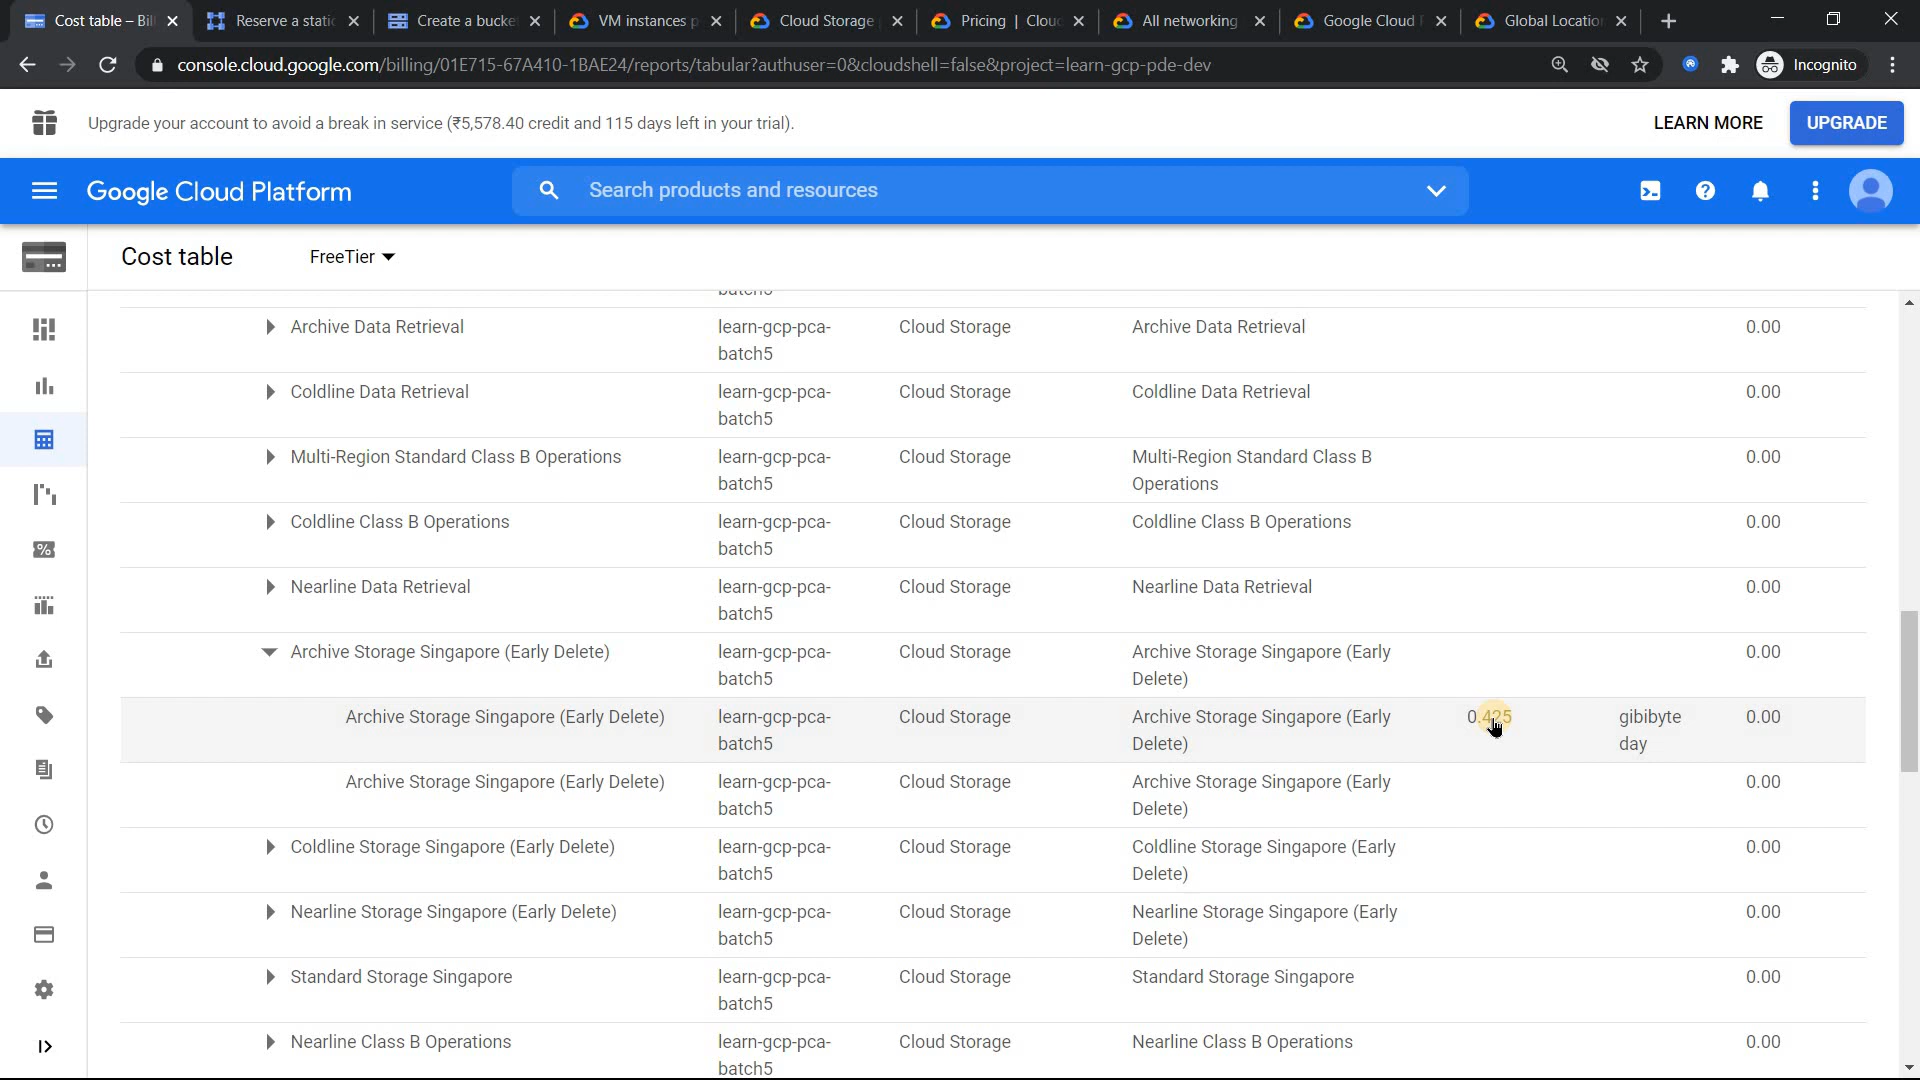 Cost table – Bil
Reserve a static
Create a bucket
VM instances p
Cloud Storage
Pricing | Clou
All networking
Google Cloud
Global Locatio
console.cloud.google.com/billing/01E715-67A410-1BAE24/reports/tabular?authuser=0&cloudshell=false&project=learn-gcp-pde-dev
Incognito
Upgrade your account to avoid a break in service (₹5,578.40 credit and 115 days left in your trial).
LEARN MORE
UPGRADE
Google Cloud Platform
Search products and resources
Cost table
FreeTier
batch5
Archive Data Retrieval learn-gcp-pca- Cloud Storage Archive Data Retrieval 0.00
batch5
Coldline Data Retrieval learn-gcp-pca- Cloud Storage Coldline Data Retrieval 0.00
batch5
Multi-Region Standard Class B Operations learn-gcp-pca- Cloud Storage Multi-Region Standard Class B 0.00
batch5 Operations
Coldline Class B Operations learn-gcp-pca- Cloud Storage Coldline Class B Operations 0.00
batch5
Nearline Data Retrieval learn-gcp-pca- Cloud Storage Nearline Data Retrieval 0.00
batch5
Archive Storage Singapore (Early Delete) learn-gcp-pca- Cloud Storage Archive Storage Singapore (Early 0.00
batch5 Delete)
Archive Storage Singapore (Early Delete) learn-gcp-pca- Cloud Storage Archive Storage Singapore (Early 0.425 gibibyte 0.00
batch5 Delete) day
Archive Storage Singapore (Early Delete) learn-gcp-pca- Cloud Storage Archive Storage Singapore (Early 0.00
batch5 Delete)
Coldline Storage Singapore (Early Delete) learn-gcp-pca- Cloud Storage Coldline Storage Singapore (Early 0.00
batch5 Delete)
Nearline Storage Singapore (Early Delete) learn-gcp-pca- Cloud Storage Nearline Storage Singapore (Early 0.00
batch5 Delete)
Standard Storage Singapore learn-gcp-pca- Cloud Storage Standard Storage Singapore 0.00
batch5
Nearline Class B Operations learn-gcp-pca- Cloud Storage Nearline Class B Operations 0.00
batch5